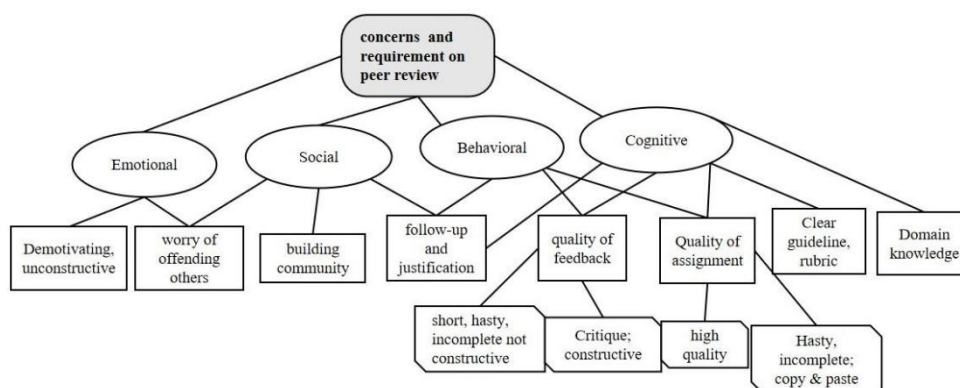 concerns and
requirement on
peer review
Emotional
Social
Behavioral
Cognitive
Demotivating,
unconstructive
worry of
offending
others
building
community
follow-up
and
justification
quality of
feedback
Quality of
assignment
Clear
guideline,
rubric
Domain
knowledge
short, hasty,
incomplete not
constructive
Critique;
constructive
high
quality
Hasty,
incomplete;
copy & paste